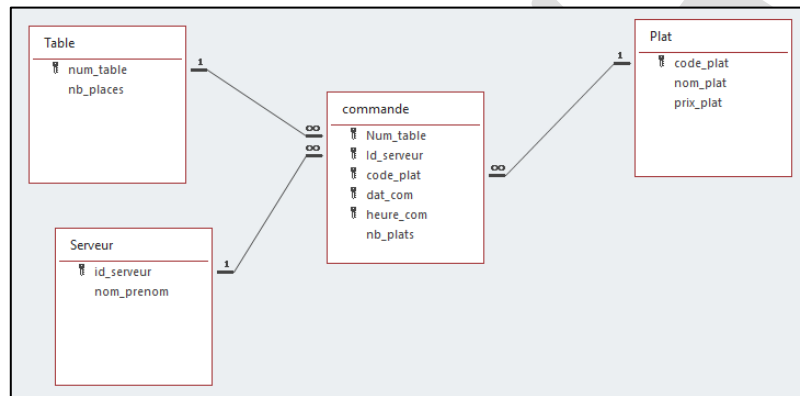 Table
num_table
nb_places
1
Plat
code_plat
nom_plat
prix_plat
1
commande
Num_table
Id_serveur
code_plat
dat_com
heure_com
nb_plats
∞
∞
∞
Serveur
id_serveur
nom_prenom
1